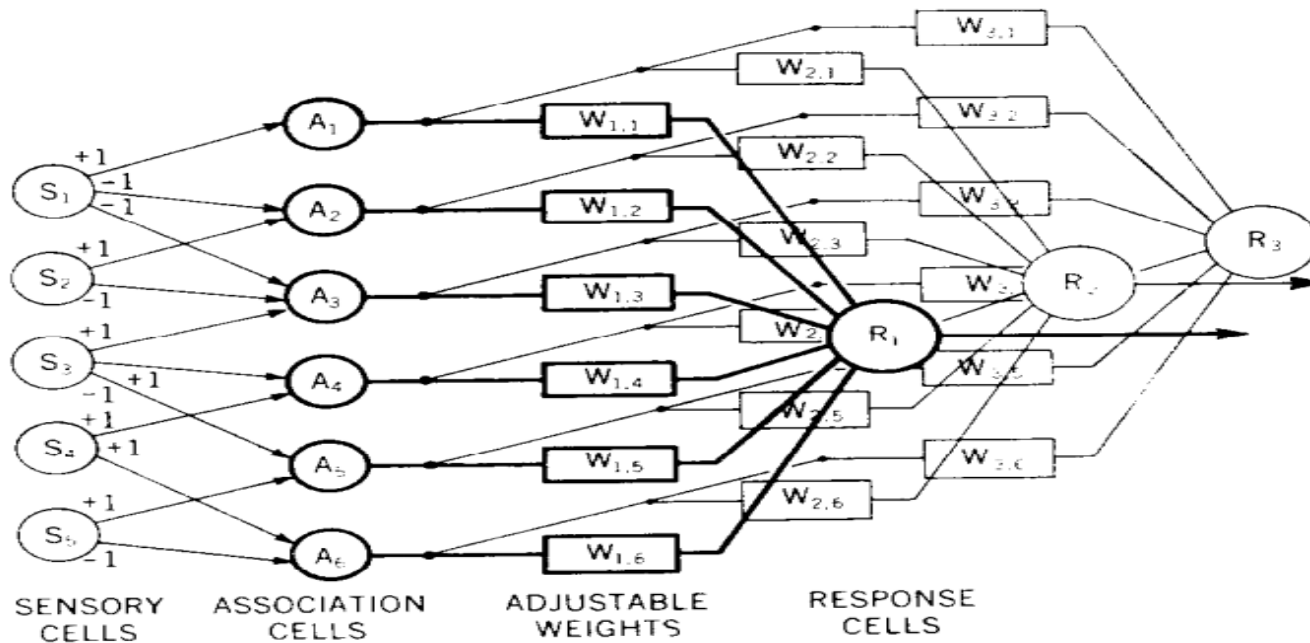 W3,1
W2,1
A1
W1,1
W3,2
+1
W2,2
S1
-1
-1
A2
W1,2
+1
W2,3
R3
S2
-1
A3
W1,3
+1
R1
S3
A4
W1,4
W3,5
-1
+1
+1
W2,5
S4
+1
A5
W1,5
W3,6
+1
W2,6
S5
-1
A6
W1,6
SENSORY CELLS
ASSOCIATION CELLS
ADJUSTABLE WEIGHTS
RESPONSE CELLS